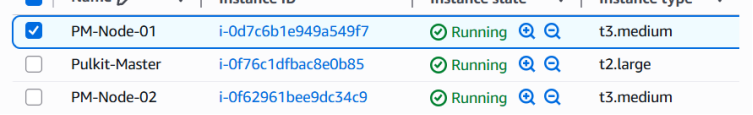 Name Instance ID Instance state Instance type
PM-Node-01 i-0d7c6b1e949a549f7 Running t3.medium
Pulkit-Master i-0f76c1dfbac8e0b85 Running t2.large
PM-Node-02 i-0f62961bee9dc34c9 Running t3.medium